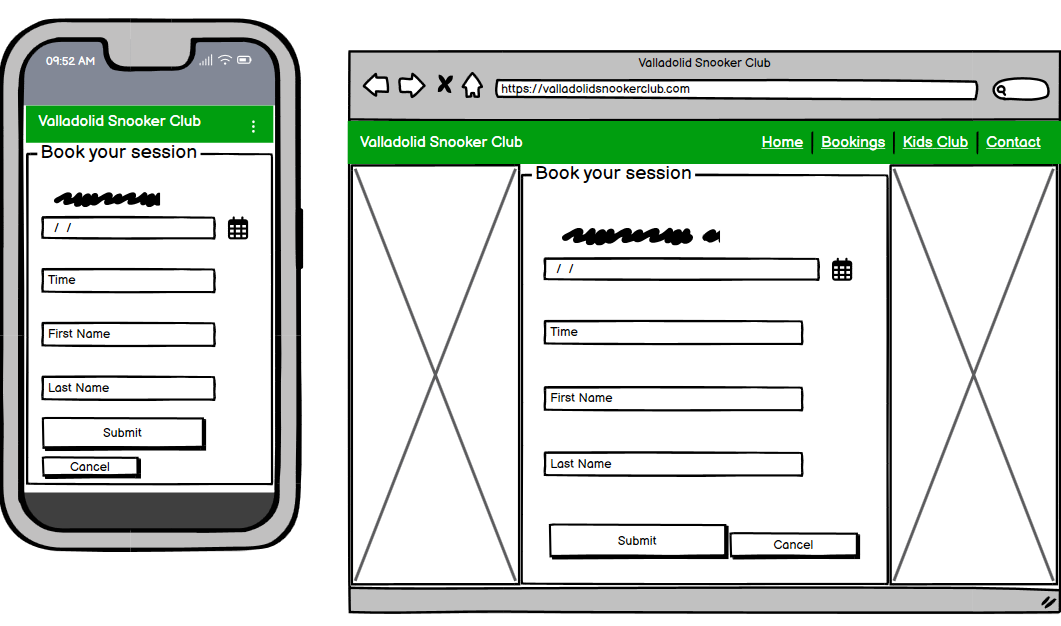 09:52 AM
Valladolid Snooker Club
Book your session
/ /
Time
First Name
Last Name
Submit
Cancel
Valladolid Snooker Club
https://valladolidsnookerclub.com
Valladolid Snooker Club Home Bookings Kids Club Contact
Book your session
/ /
Time
First Name
Last Name
Submit Cancel